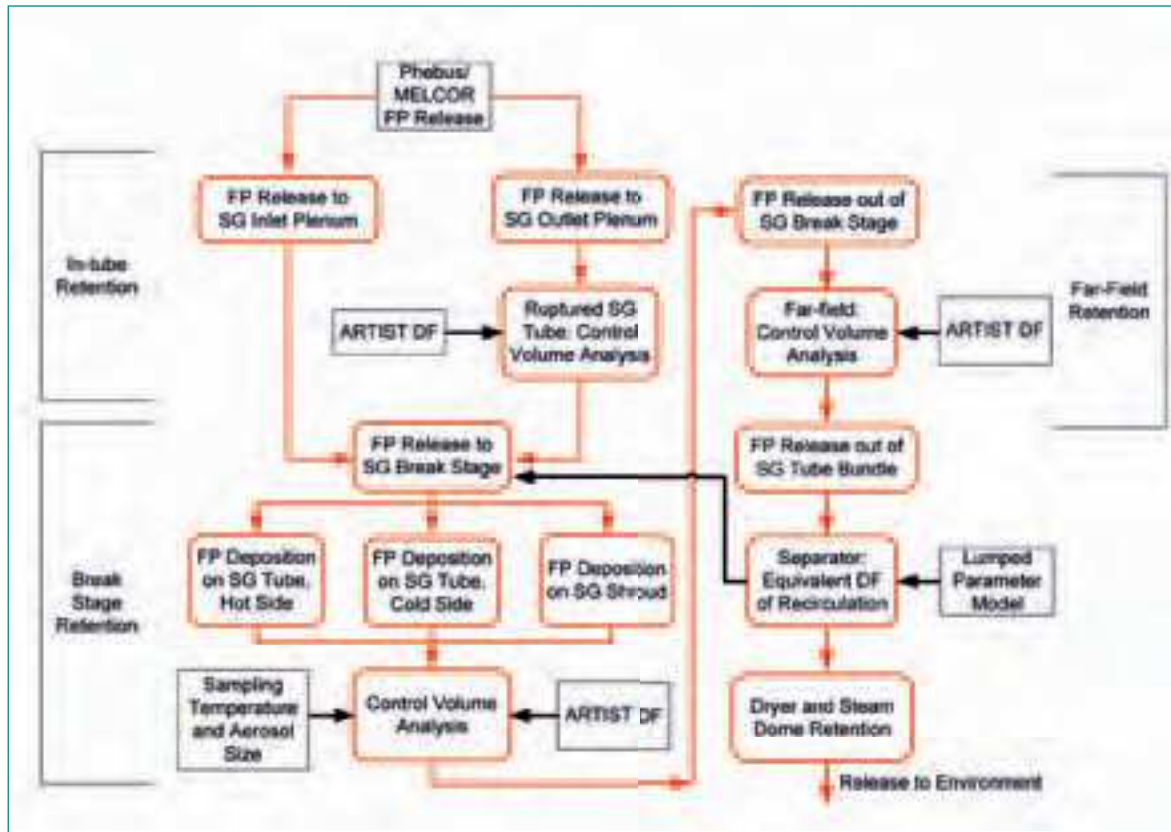 Phebus/
MELCOR
FP Release
In-tube
Retention
FP Release to
SG Inlet Plenum
FP Release to
SG Outlet Plenum
ARTIST DF
Ruptured SG
Tube: Control
Volume Analysis
Break
Stage
Retention
FP Release to
SG Break Stage
FP Deposition
on SG Tube,
Hot Side
FP Deposition
on SG Tube,
Cold Side
FP Deposition
on SG Shroud
Sampling
Temperature
and Aerosol
Size
Control Volume
Analysis
ARTIST DF
FP Release out of
SG Break Stage
Far-field:
Control Volume
Analysis
ARTIST DF
Far-Field
Retention
FP Release out of
SG Tube Bundle
Separator:
Equivalent DF
of Recirculation
Lumped
Parameter
Model
Dryer and Steam
Dome Retention
Release to Environment